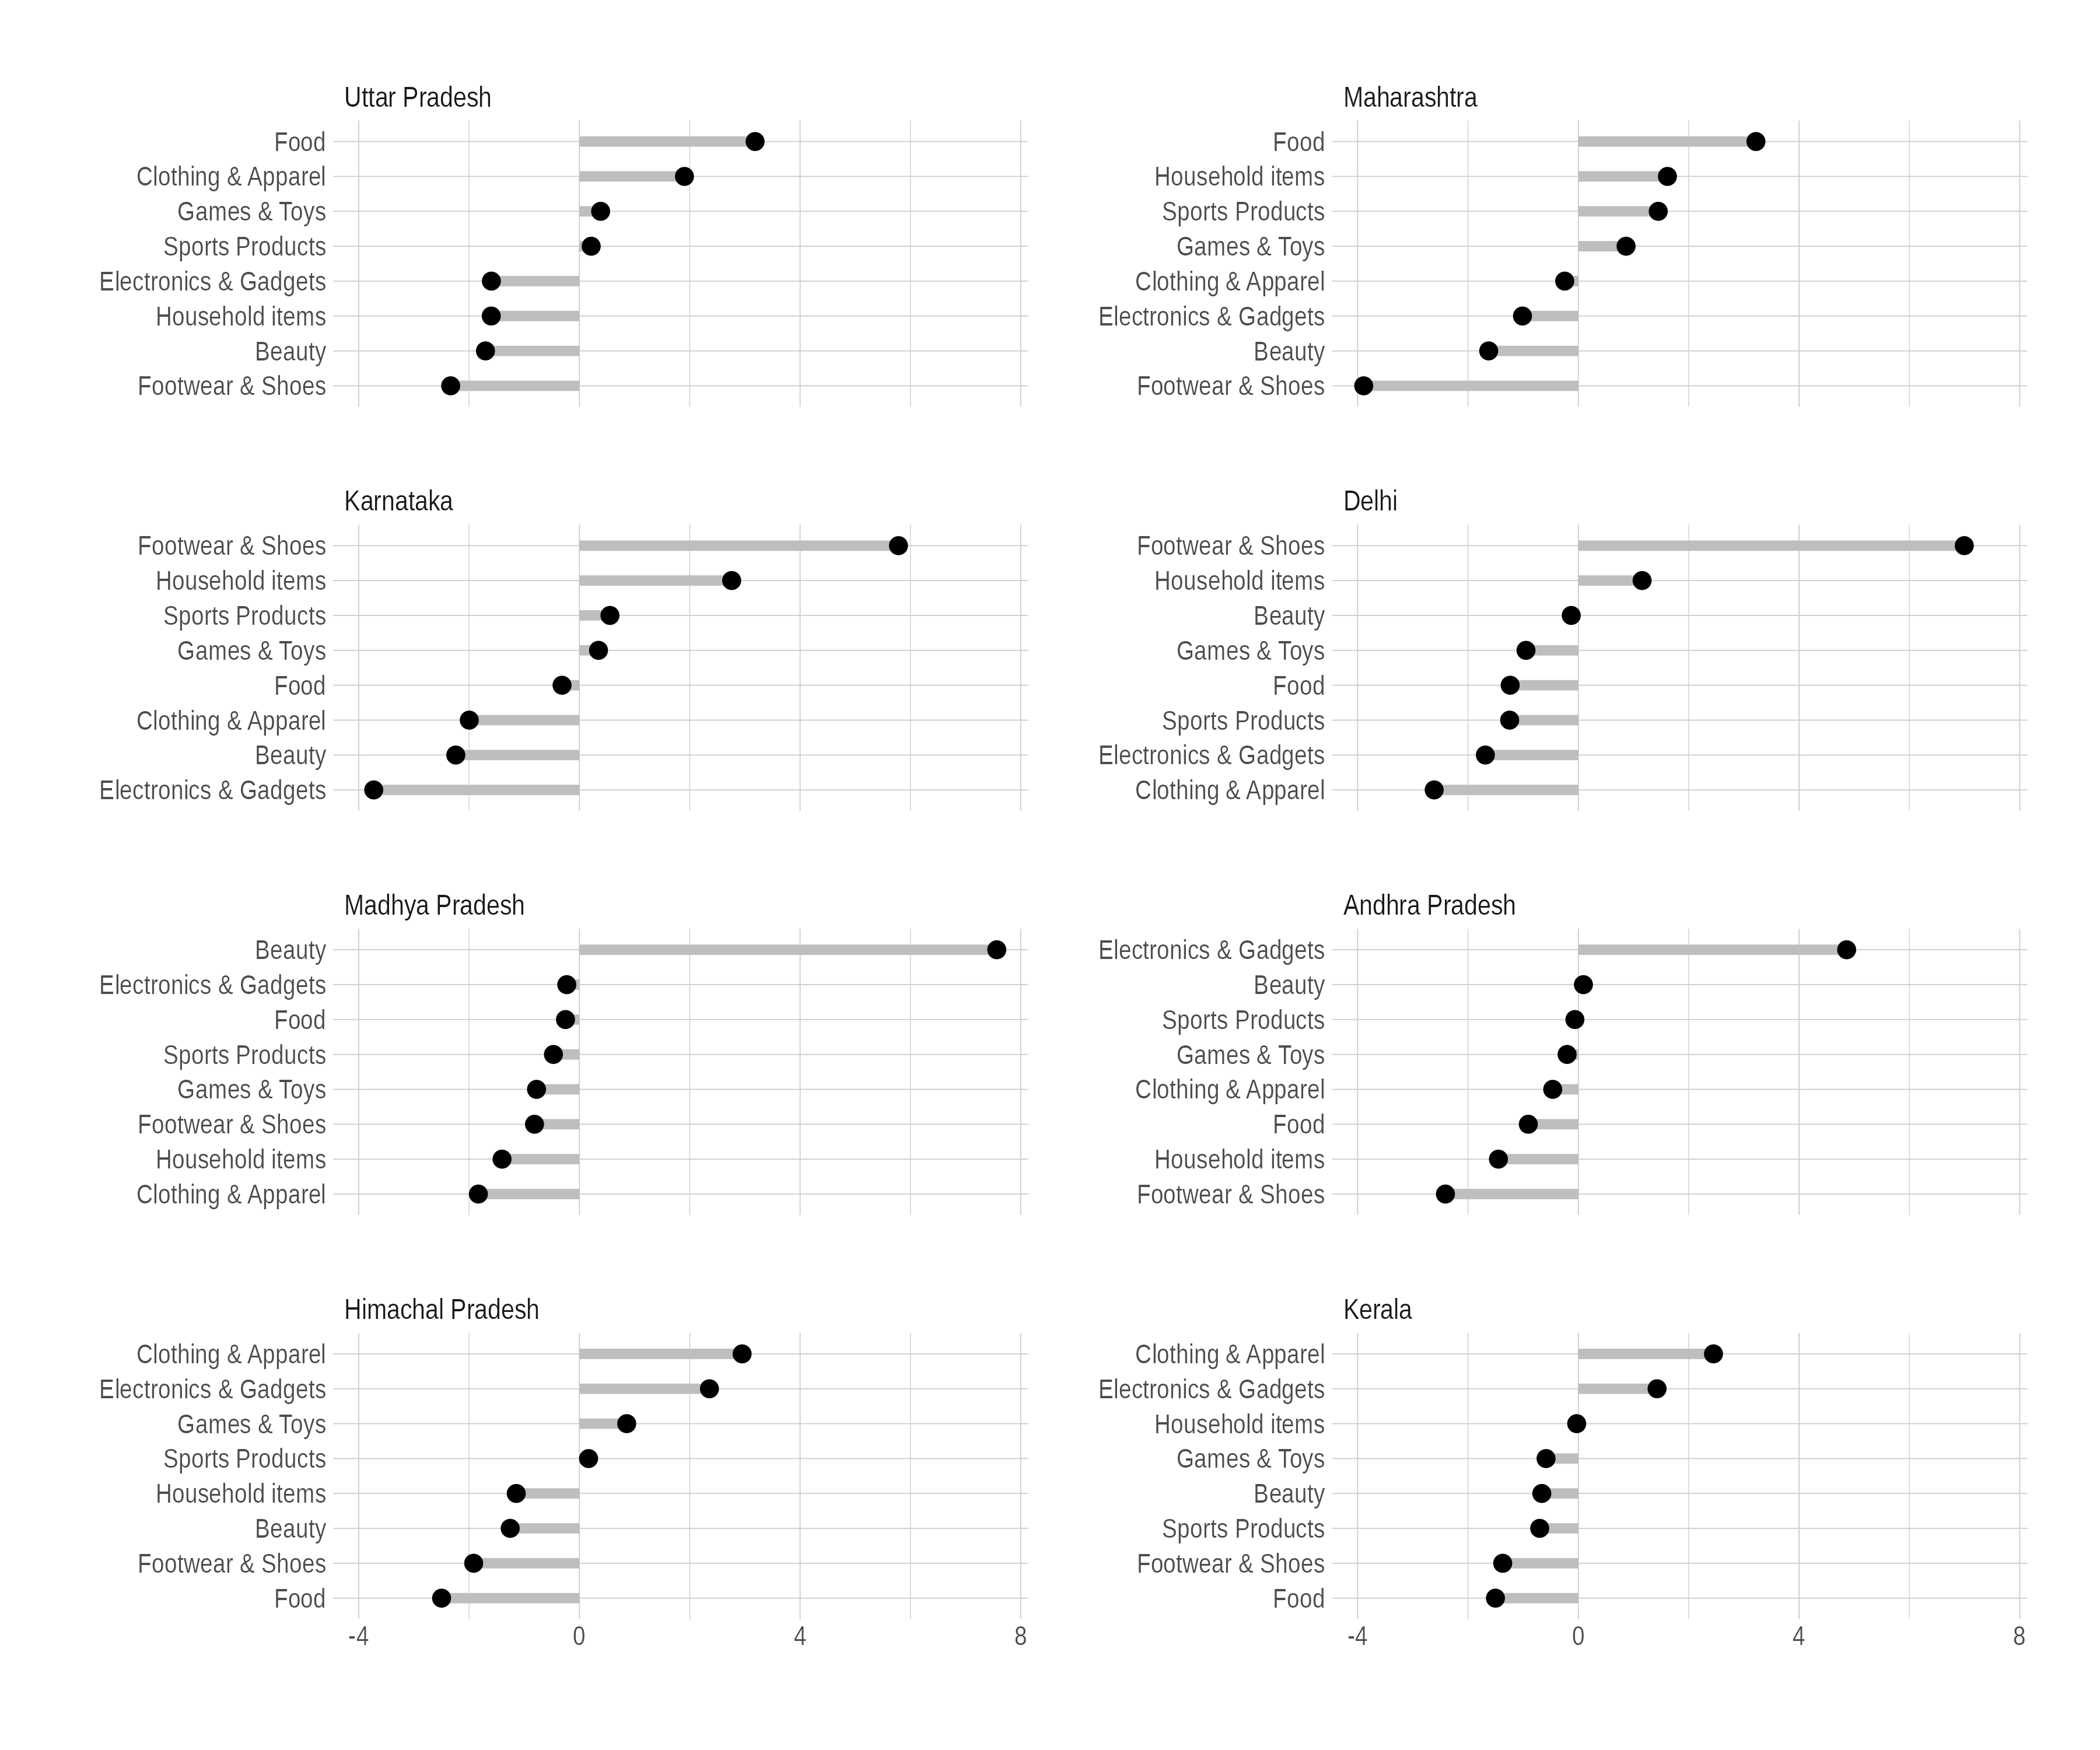 Uttar Pradesh
Food
Clothing & Apparel
Games & Toys
Sports Products
Electronics & Gadgets
Household items
Beauty
Footwear & Shoes
Maharashtra
Food
Household items
Sports Products
Games & Toys
Clothing & Apparel
Electronics & Gadgets
Beauty
Footwear & Shoes
Karnataka
Footwear & Shoes
Household items
Sports Products
Games & Toys
Food
Clothing & Apparel
Beauty
Electronics & Gadgets
Delhi
Footwear & Shoes
Household items
Beauty
Games & Toys
Food
Sports Products
Electronics & Gadgets
Clothing & Apparel
Madhya Pradesh
Beauty
Electronics & Gadgets
Food
Sports Products
Games & Toys
Footwear & Shoes
Household items
Clothing & Apparel
Andhra Pradesh
Electronics & Gadgets
Beauty
Sports Products
Games & Toys
Clothing & Apparel
Food
Household items
Footwear & Shoes
Himachal Pradesh
Clothing & Apparel
Electronics & Gadgets
Games & Toys
Sports Products
Household items
Beauty
Footwear & Shoes
Food
-4 0 4 8
Kerala
Clothing & Apparel
Electronics & Gadgets
Household items
Games & Toys
Beauty
Sports Products
Footwear & Shoes
Food
-4 0 4 8